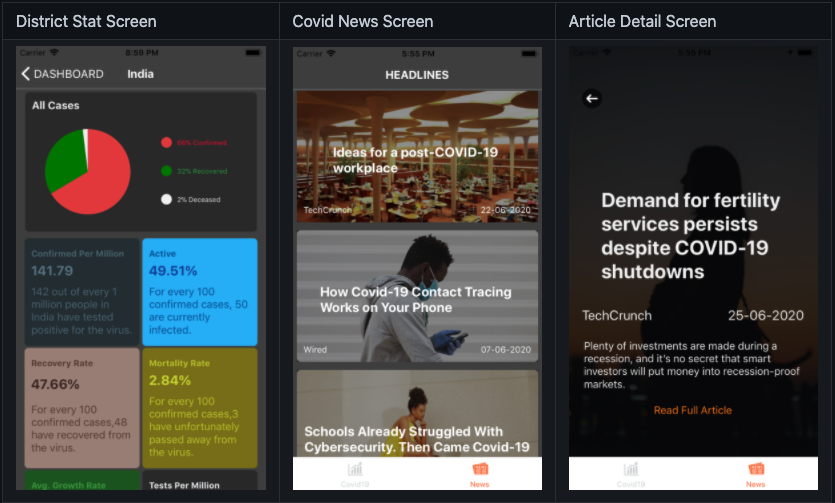 District Stat Screen
Covid News Screen
Article Detail Screen
Carrier
8:59 PM
DASHBOARD
India
All Cases
66% Confirmed
32% Recovered
2% Deceased
Confirmed Per Million
141.79
142 out of every 1
million people in
India have tested
positive for the virus.
Active
49.51%
For every 100
confirmed cases, 50
are currently
infected.
Recovery Rate
47.66%
For every 100
confirmed cases,48
have recovered from
the virus.
Mortality Rate
2.84%
For every 100
confirmed cases,3
have unfortunately
passed away from
the virus.
Avg. Growth Rate
Tests Per Million
Carrier
5:55 PM
HEADLINES
Ideas for a post-COVID-19
workplace
TechCrunch
22-06-2020
How Covid-19 Contact Tracing
Works on Your Phone
Wired
07-06-2020
Schools Already Struggled With
Cybersecurity. Then Came Covid-19
Covid19
News
Carrier
Demand for fertility
services persists
despite COVID-19
shutdowns
TechCrunch
25-06-2020
Plenty of investments are made during a
recession, and it's no secret that smart
investors will put money into recession-proof
markets.
Read Full Article
Covid19
News